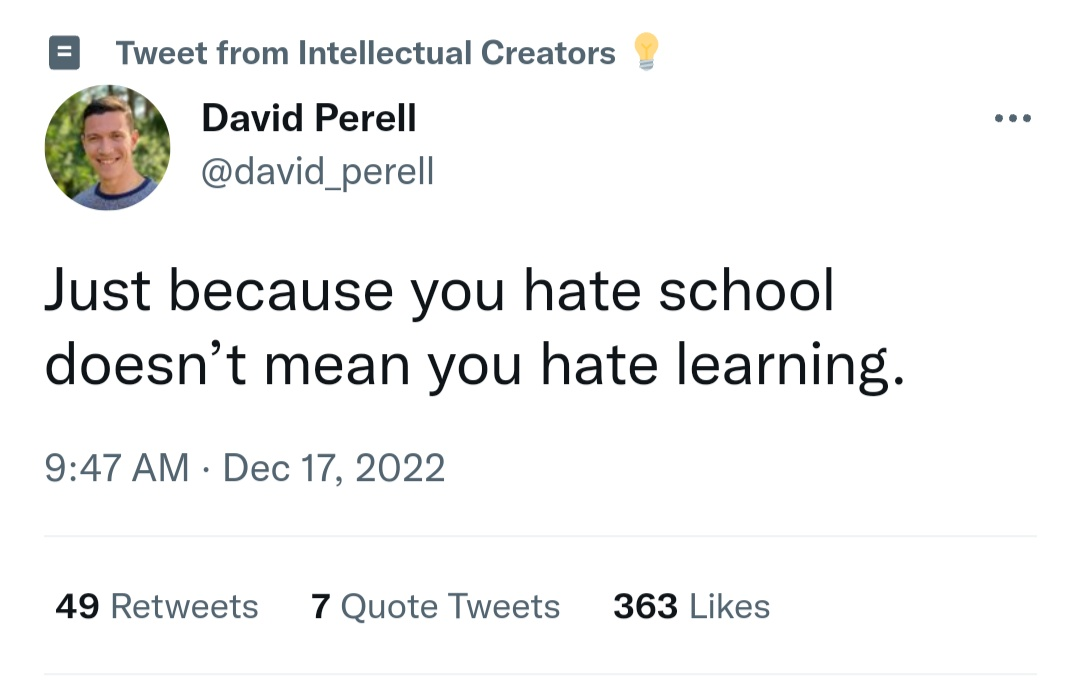 Tweet from Intellectual Creators 💡
David Perell
@david_perell
Just because you hate school
doesn’t mean you hate learning.
9:47 AM · Dec 17, 2022
49 Retweets 7 Quote Tweets 363 Likes